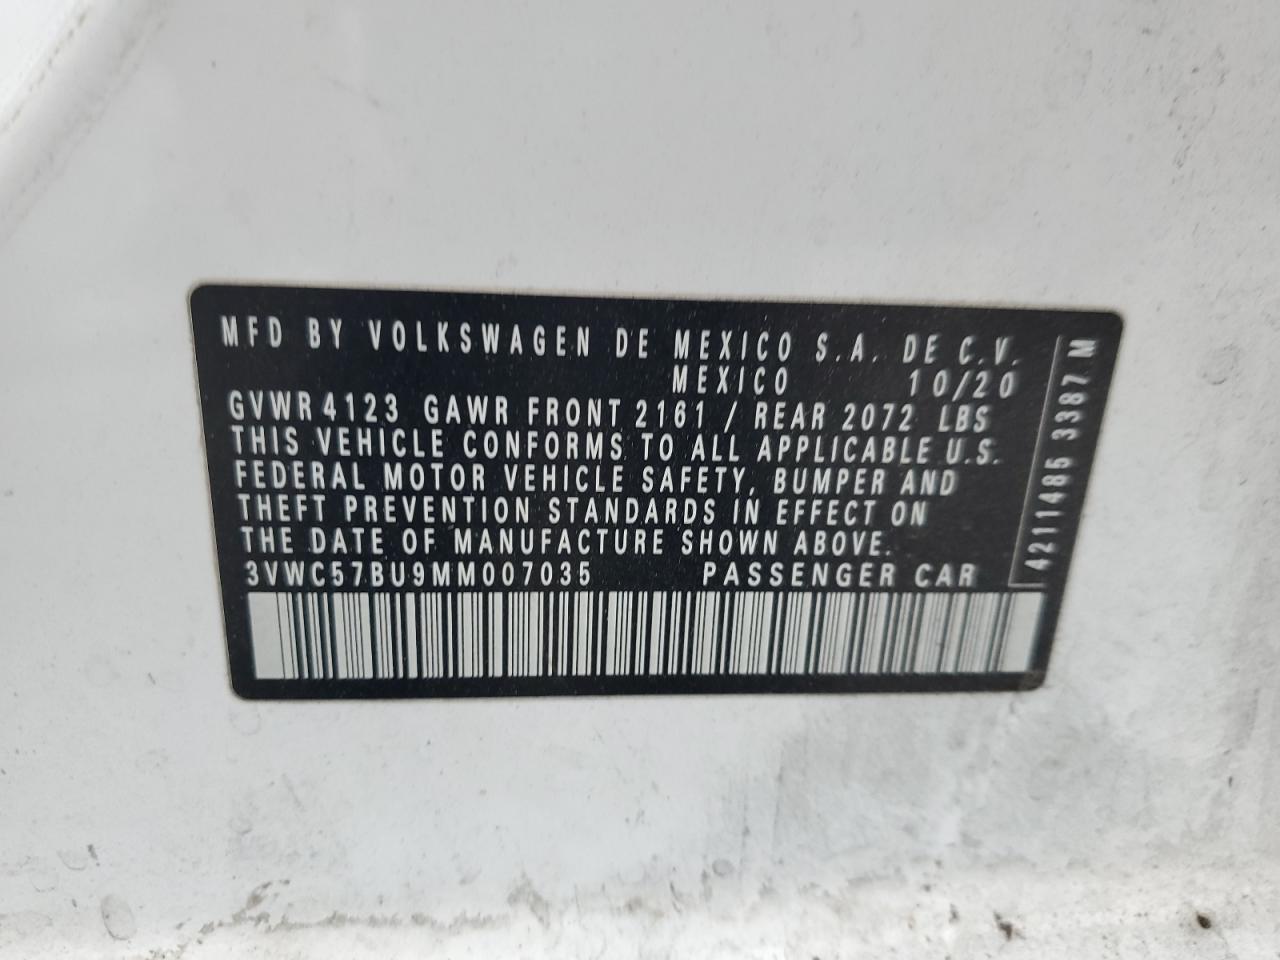 MFD BY VOLKSWAGEN DE MEXICO S.A. DE C.V.
MEXICO 10/20
GVWR 4123 GAWR FRONT 2161 / REAR 2072 LBS
THIS VEHICLE CONFORMS TO ALL APPLICABLE U.S.
FEDERAL MOTOR VEHICLE SAFETY, BUMPER AND
THEFT PREVENTION STANDARDS IN EFFECT ON
THE DATE OF MANUFACTURE SHOWN ABOVE.
3VWC57BU9MM007035 PASSENGER CAR
4211485 3387 M